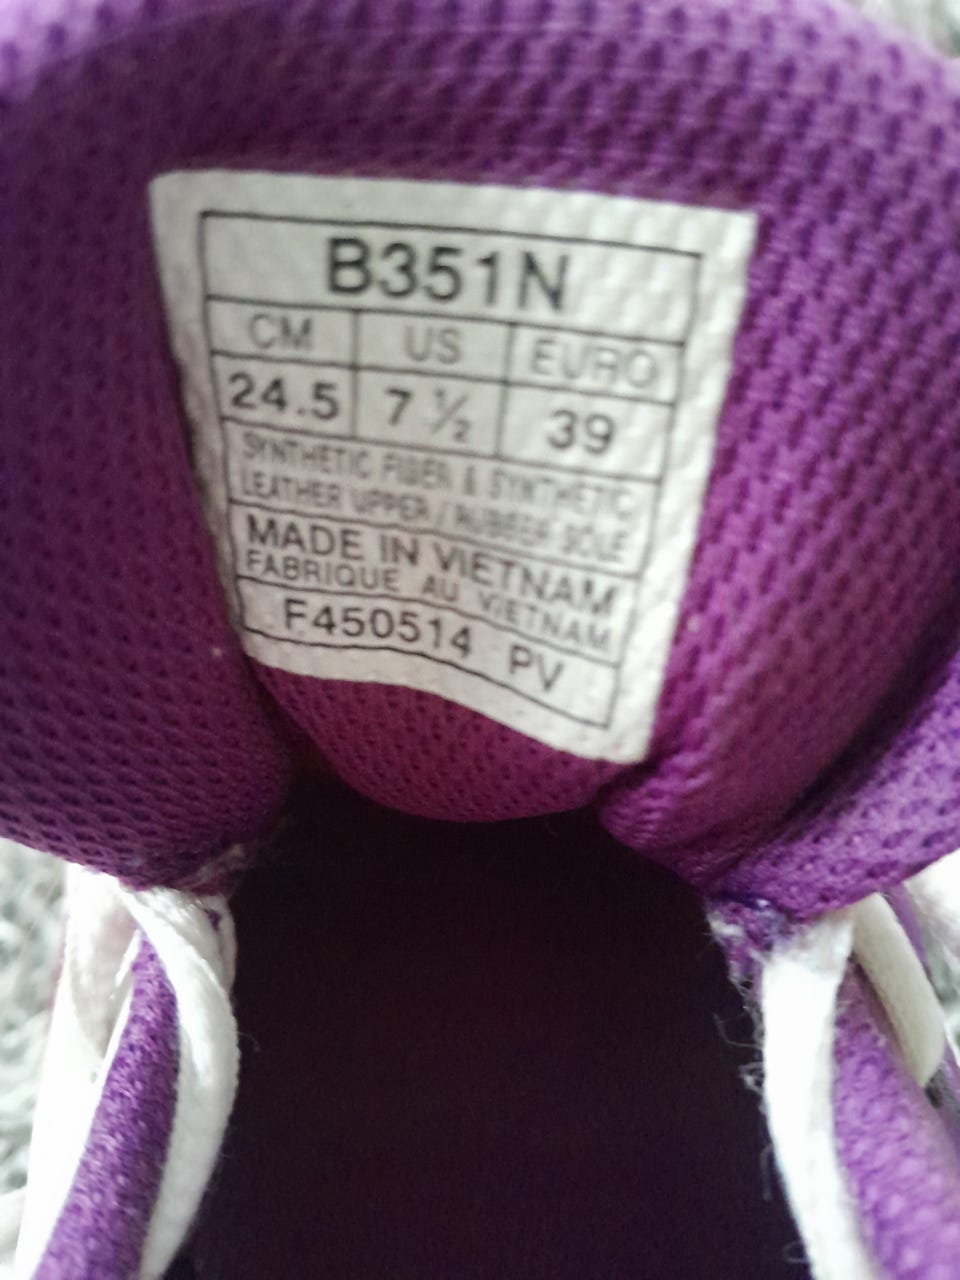 B351N
CM US EURO
24.5 7 ½ 39
SYNTHETIC FIBER & SYNTHETIC
LEATHER UPPER / RUBBER SOLE
MADE IN VIETNAM
FABRIQUE AU VIETNAM
F450514 PV